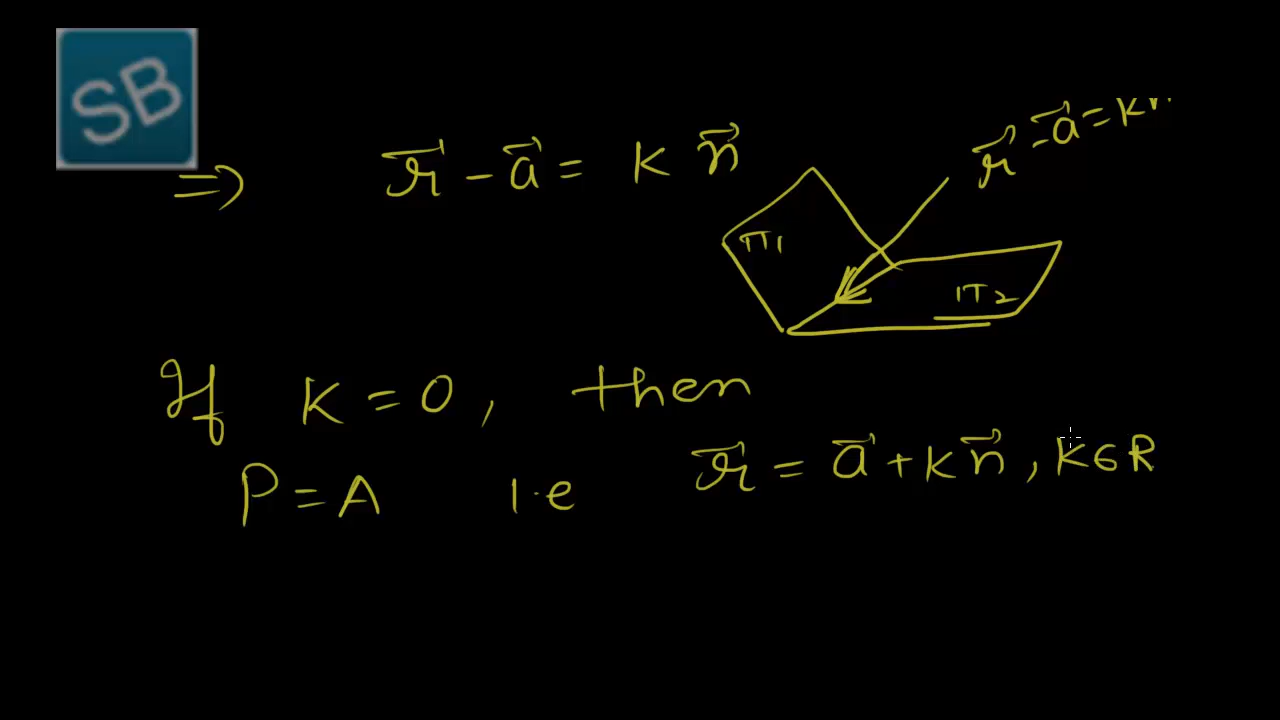 SB
⇒ r⃗ - a⃗ = k n⃗
r⃗ - a⃗ = k
π1
π2
If K = 0, then
P = A i.e r⃗ = a⃗ + k n⃗, k∈R